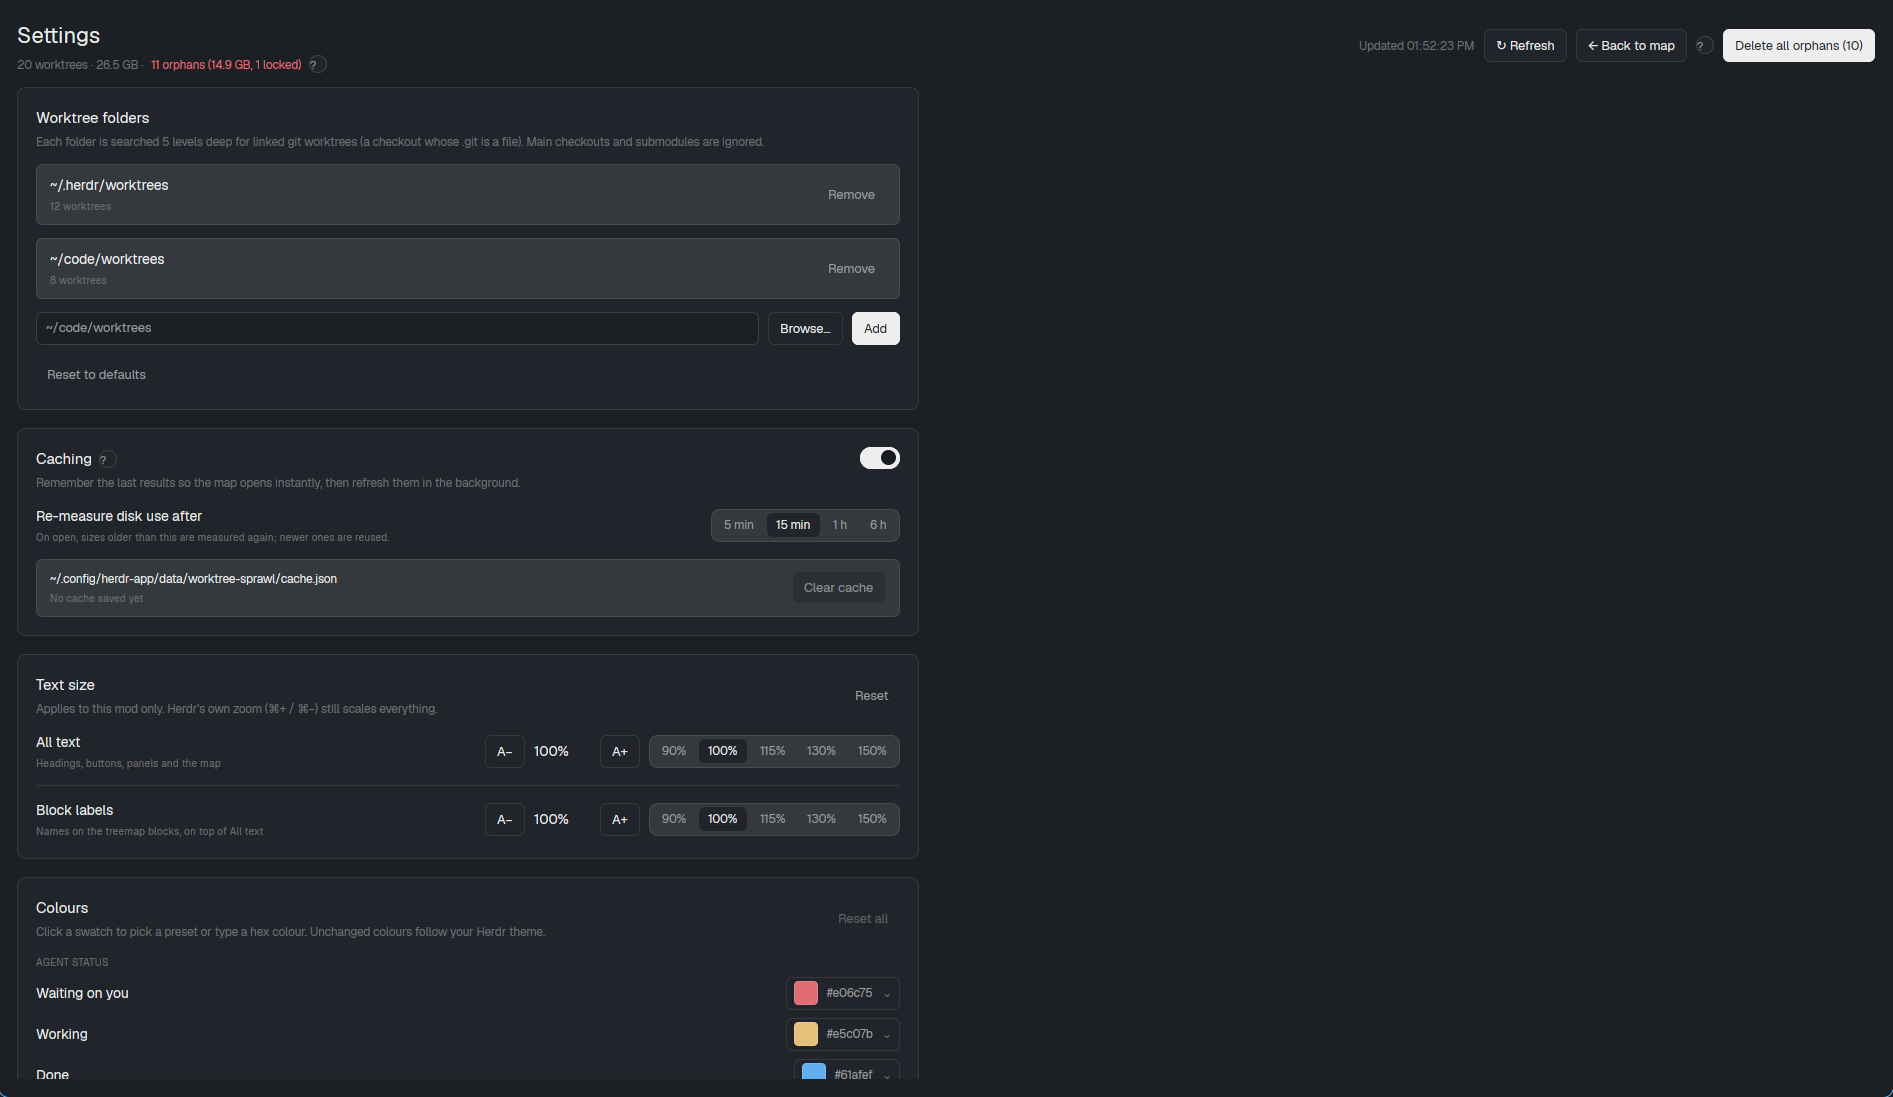 Settings
20 worktrees · 26.5 GB · 11 orphans (14.9 GB, 1 locked) ?
Updated 01:52:23 PM
↻ Refresh
← Back to map
?
Delete all orphans (10)
Worktree folders
Each folder is searched 5 levels deep for linked git worktrees (a checkout whose .git is a file). Main checkouts and submodules are ignored.
~/.herdr/worktrees
12 worktrees
Remove
~/code/worktrees
8 worktrees
Remove
~/code/worktrees
Browse...
Add
Reset to defaults
Caching ?
Remember the last results so the map opens instantly, then refresh them in the background.
Re-measure disk use after
On open, sizes older than this are measured again; newer ones are reused.
5 min 15 min 1 h 6 h
~/.config/herdr-app/data/worktree-sprawl/cache.json
No cache saved yet
Clear cache
Text size
Applies to this mod only. Herdr's own zoom (⌘+ / ⌘−) still scales everything.
Reset
All text
Headings, buttons, panels and the map
A− 100% A+ 90% 100% 115% 130% 150%
Block labels
Names on the treemap blocks, on top of All text
A− 100% A+ 90% 100% 115% 130% 150%
Colours
Click a swatch to pick a preset or type a hex colour. Unchanged colours follow your Herdr theme.
Reset all
AGENT STATUS
Waiting on you #e06c75
Working #e5c07b
Done #61afef